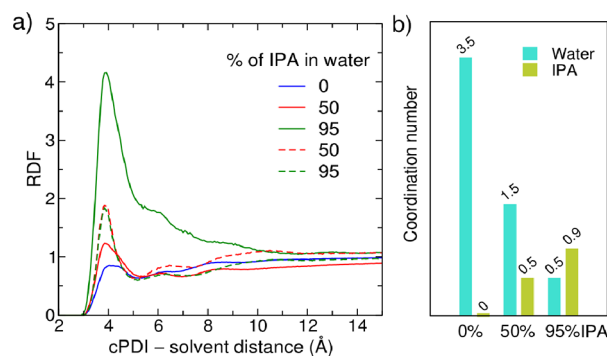 a)
5
4
3
2
1
0
RDF
2
4
6
8
10
12
14
cPDI – solvent distance (Å)
% of IPA in water
0
50
95
50
95
b)
Coordination number
Water
IPA
3.5
0
1.5
0.5
0.5
0.9
0%
50%
95%IPA